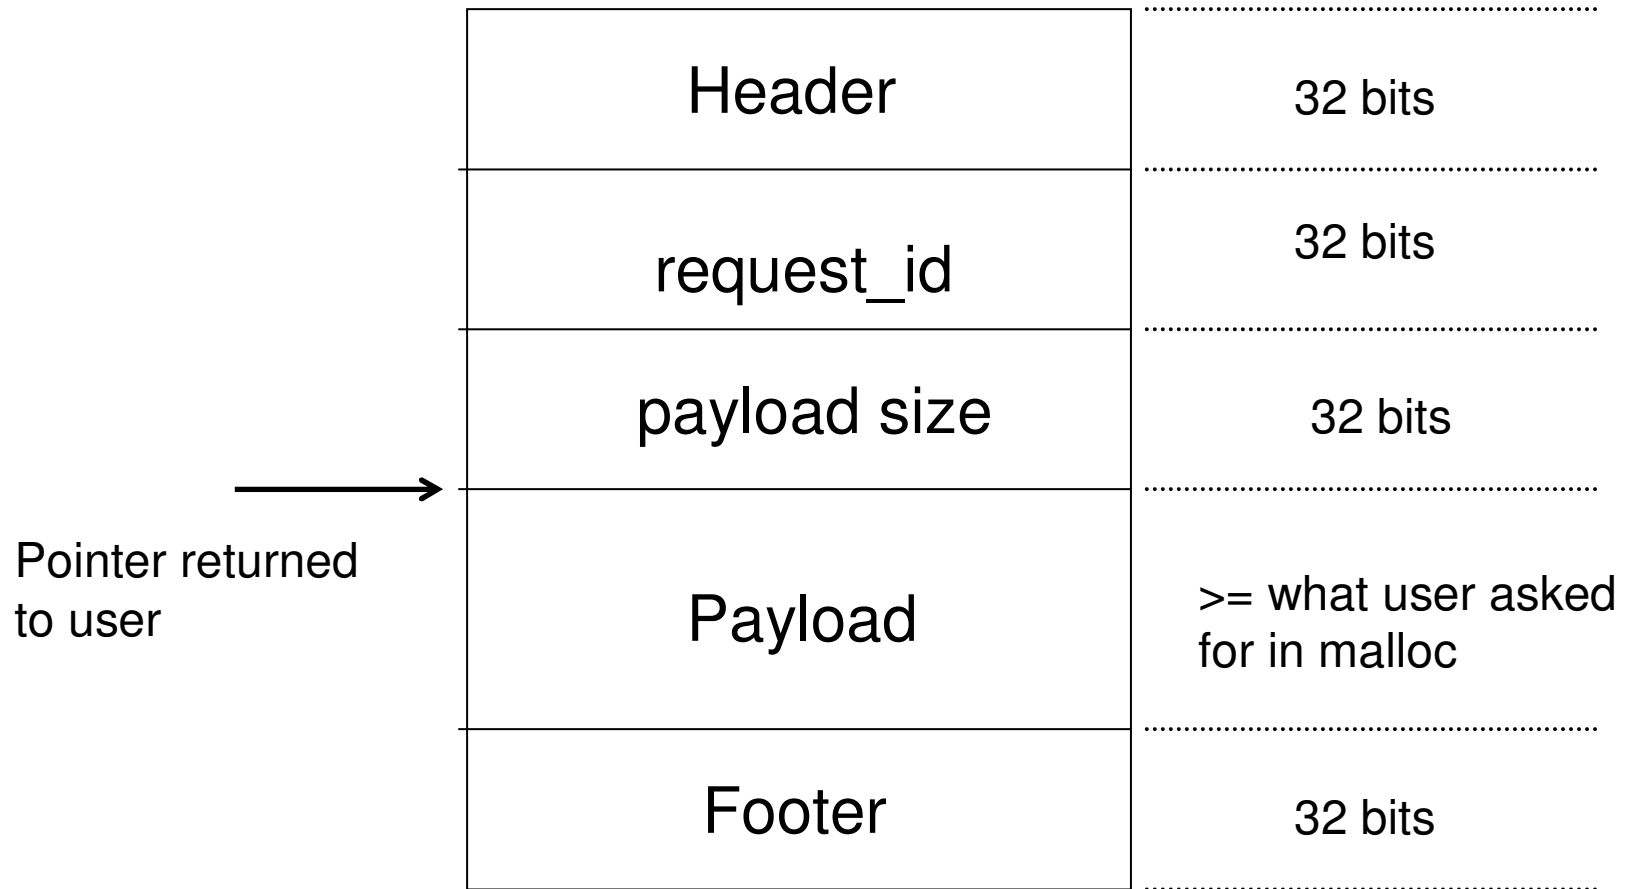 Header
32 bits
request_id
32 bits
payload size
32 bits
Pointer returned
to user
Payload
>= what user asked
for in malloc
Footer
32 bits